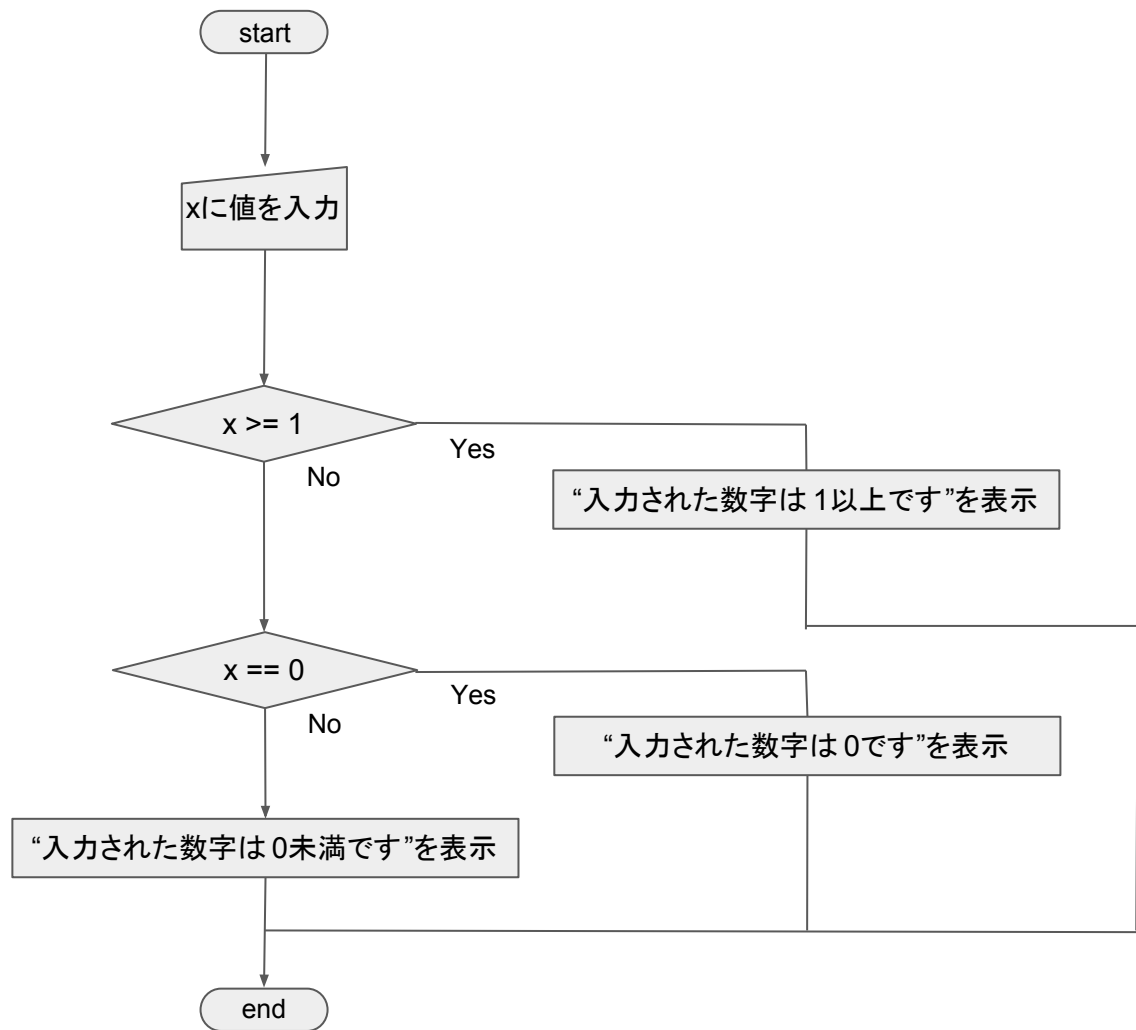 start
xに値を入力
x >= 1
Yes
No
“入力された数字は 1以上です”を表示
x == 0
Yes
No
“入力された数字は 0です”を表示
“入力された数字は 0未満です”を表示
end